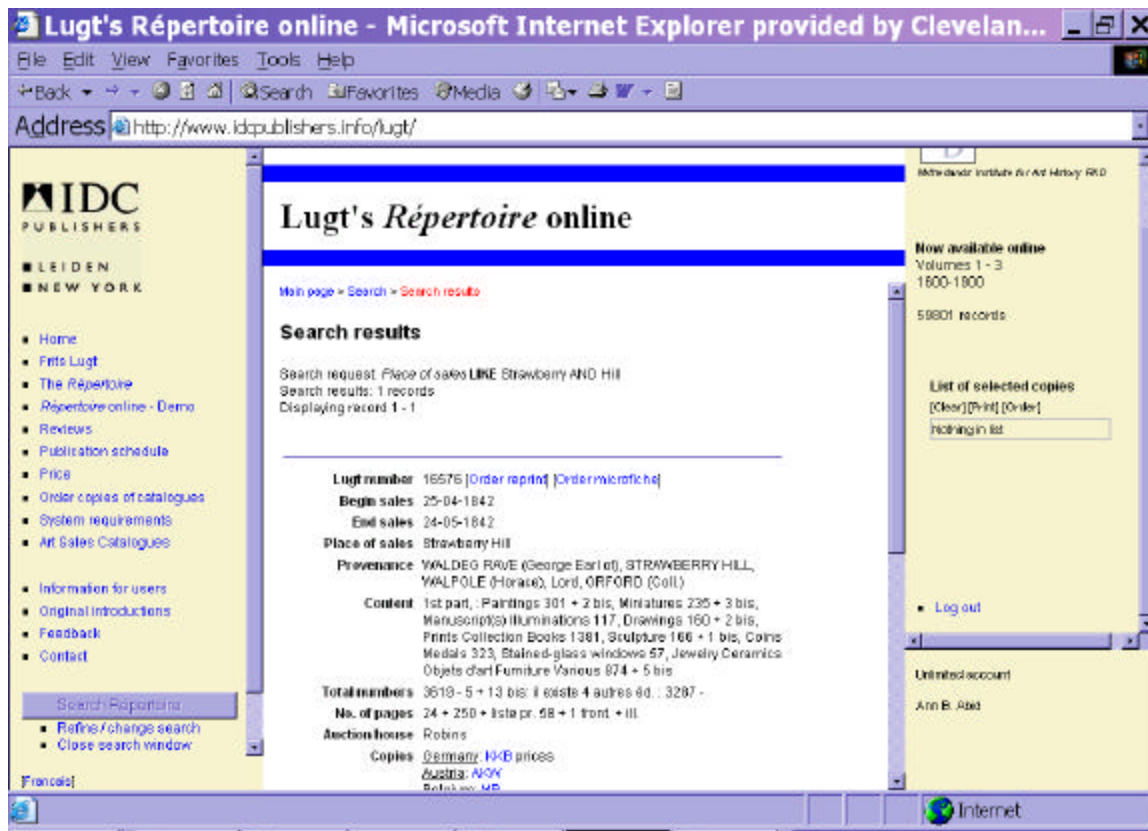 Lugt's Répertoire online - Microsoft Internet Explorer provided by Clevelan...
File Edit View Favorites Tools Help
Back Search Favorites Media
Address http://www.idcpublishers.info/lugt/
IDC
PUBLISHERS
LEIDEN
NEW YORK
Home
Frits Lugt
The Répertoire
Répertoire online - Demo
Reviews
Publication schedule
Price
Order copies of catalogues
System requirements
Art Sales Catalogues
Information for users
Original introductions
Feedback
Contact
Search Répertoire
Refine/change search
Close search window
[Francais]
Lugt's Répertoire online
Main page > Search > Search results
Search results
Search request: Place of sales LIKE Strawberry AND Hill
Search results: 1 records
Displaying record 1 - 1
Lugt number 16576 [Order reprint] [Order microfiche]
Begin sales 25-04-1842
End sales 24-05-1842
Place of sales Strawberry Hill
Provenance WALDEG RAVE (George Earl of), STRAWBERRY HILL,
WALPOLE (Horace), Lord, ORFORD (Coll.)
Content 1st part, : Paintings 301 + 2 bis, Miniatures 235 + 3 bis,
Manuscript(s) Illuminations 117, Drawings 160 + 2 bis,
Prints Collection Books 1381, Sculpture 166 + 1 bis, Coins
Medals 323, Stained-glass windows 57, Jewelry Ceramics
Objets d'art Furniture Various 874 + 5 bis
Total numbers 3619 - 5 + 13 bis: il existe 4 autres éd. : 3287 -
No. of pages 24 + 250 + liste pr. 58 + 1 front. + ill.
Auction house Robins
Copies Germany: KKB prices
Austria: AKW
Belgium:
Netherlands Institute for Art History RKD
Now available online
Volumes 1 - 3
1600-1900
59801 records
List of selected copies
[Clear] [Print] [Order]
Nothing in list
Log out
Unlimited account
Ann B. Abid
Internet